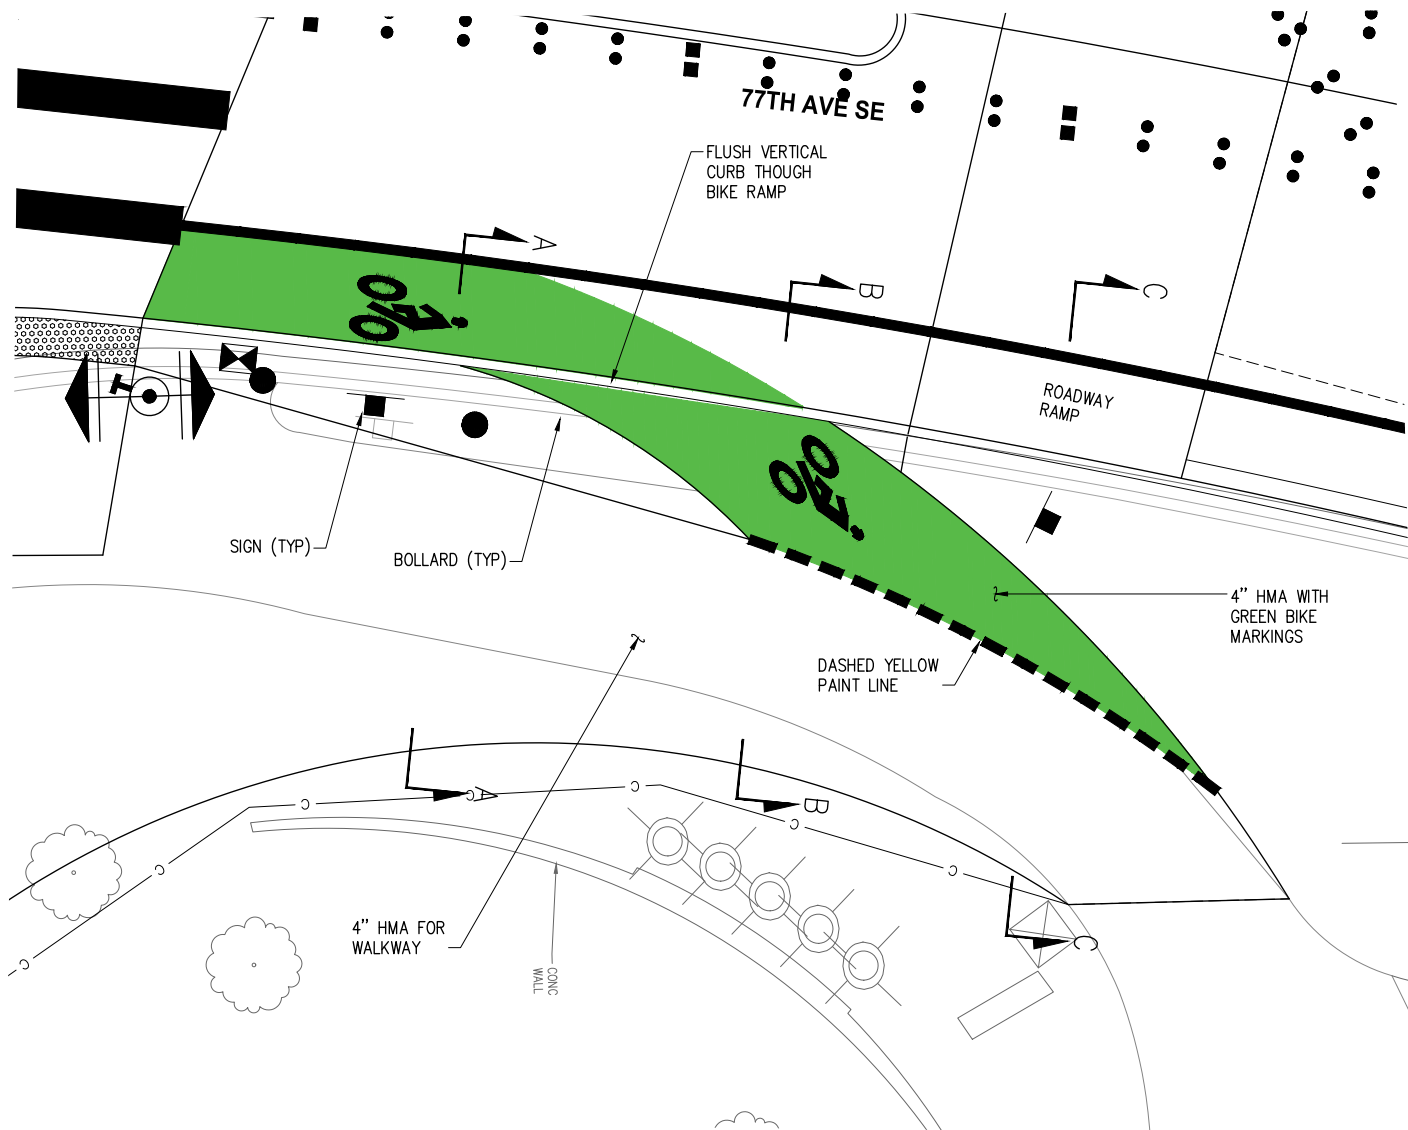 77TH AVE SE
FLUSH VERTICAL
CURB THOUGH
BIKE RAMP
A
B
C
ROADWAY
RAMP
T
SIGN (TYP)
BOLLARD (TYP)
4” HMA WITH
GREEN BIKE
MARKINGS
DASHED YELLOW
PAINT LINE
A
B
C
C
C
C
C
C
4” HMA FOR
WALKWAY
CONC
WALL
C